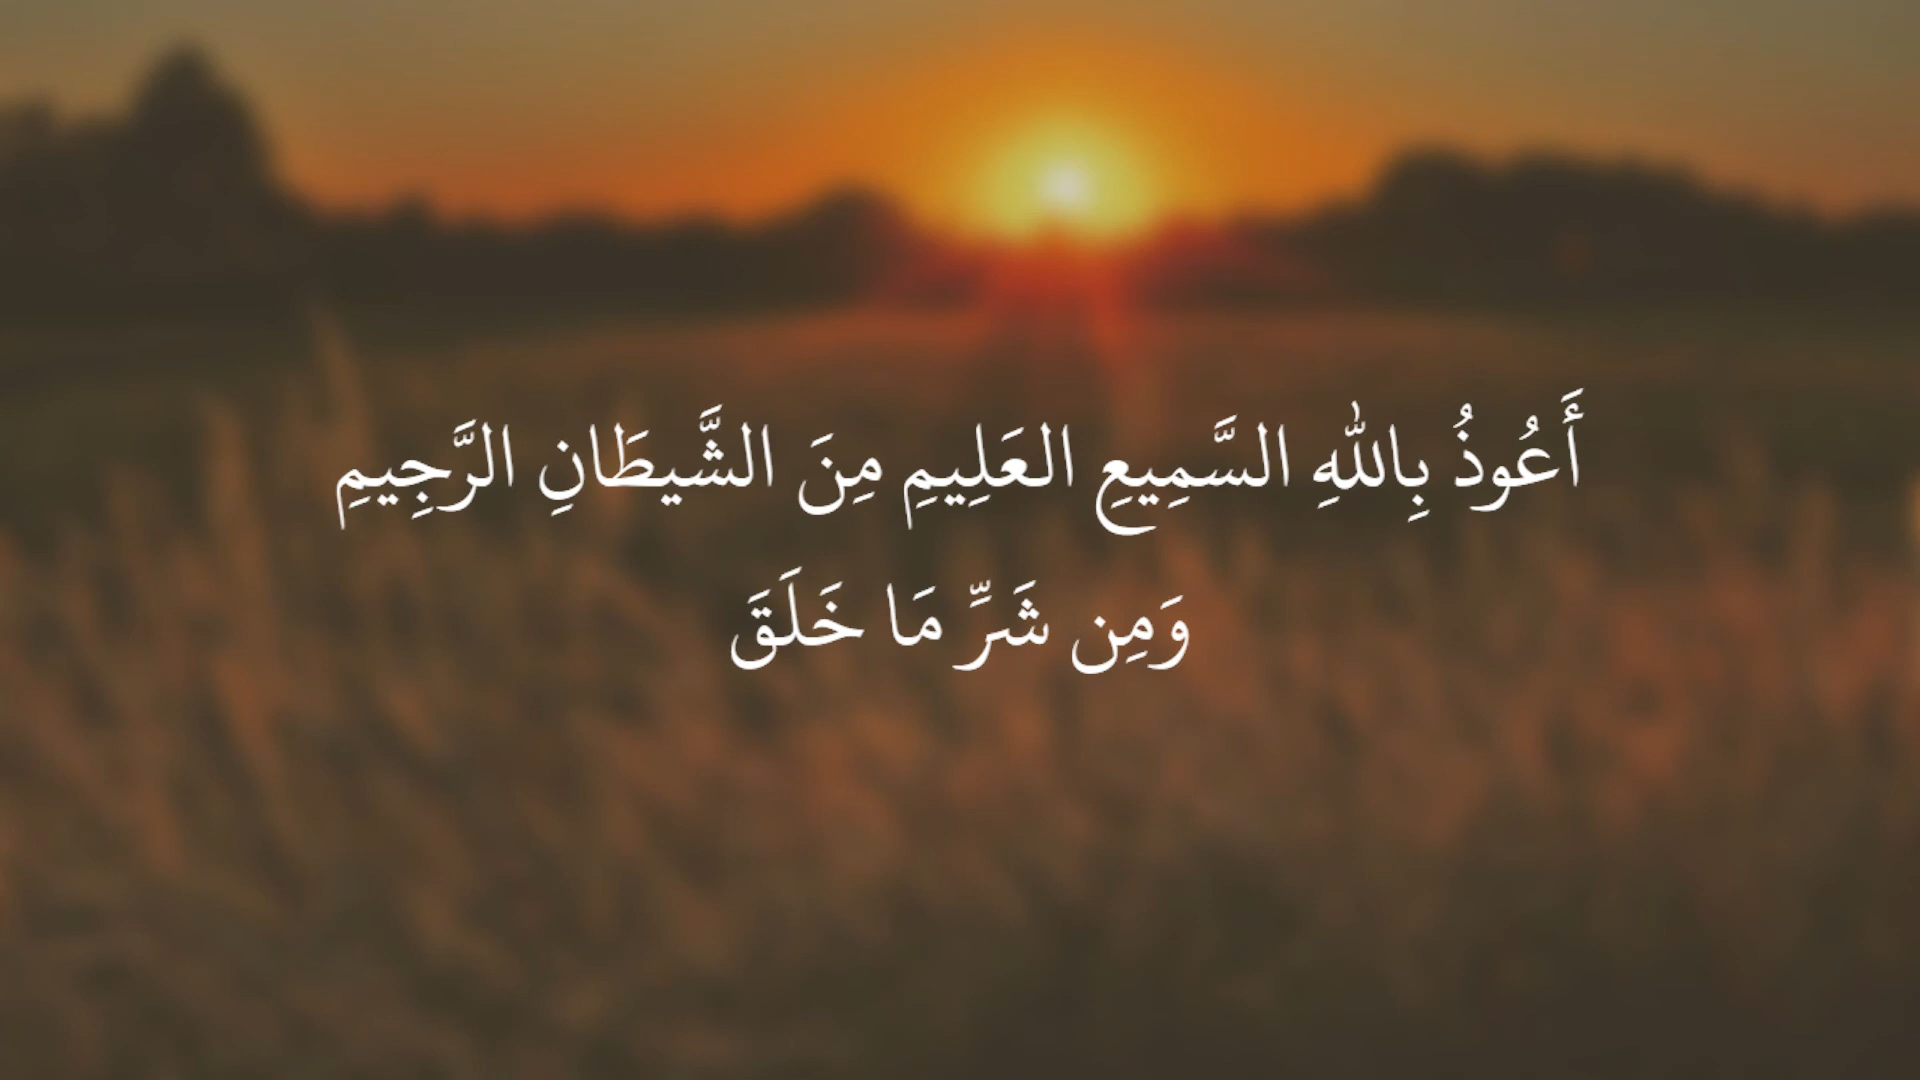 أَعُوذُ بِاللهِ السَّمِيعِ العَلِيمِ مِنَ الشَّيطَانِ الرَّجِيمِ
وَمِن شَرِّ مَا خَلَقَ